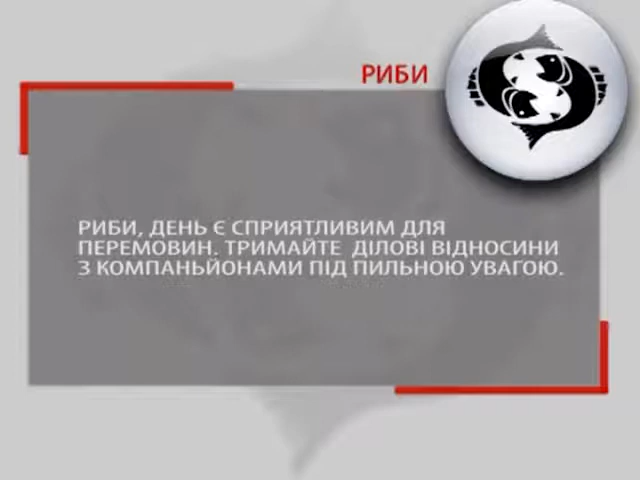 РИБИ
РИБИ, ДЕНЬ Є СПРИЯТЛИВИМ ДЛЯ
ПЕРЕМОВИН. ТРИМАЙТЕ ДІЛОВІ ВІДНОСИНИ
З КОМПАНЬЙОНАМИ ПІД ПИЛЬНОЮ УВАГОЮ.